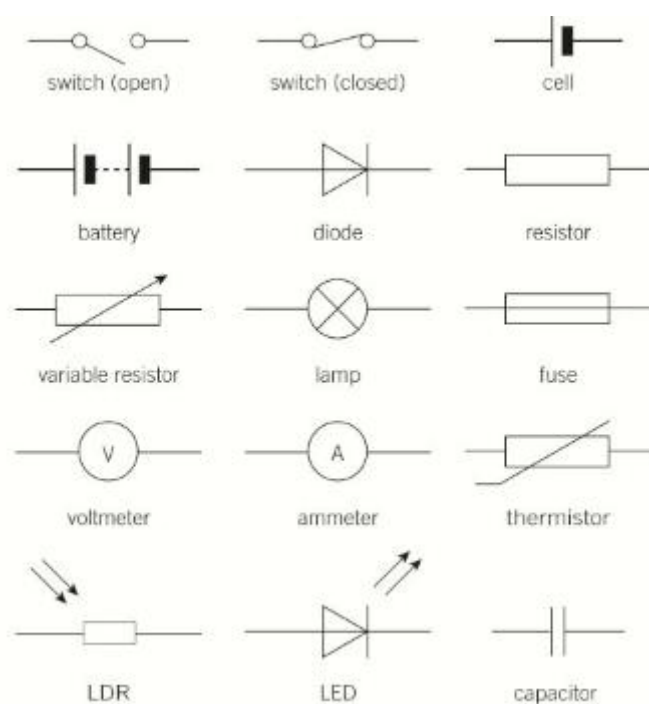 switch (open)
switch (closed)
cell
battery
diode
resistor
variable resistor
lamp
fuse
V
A
voltmeter
ammeter
thermistor
LDR
LED
capacitor